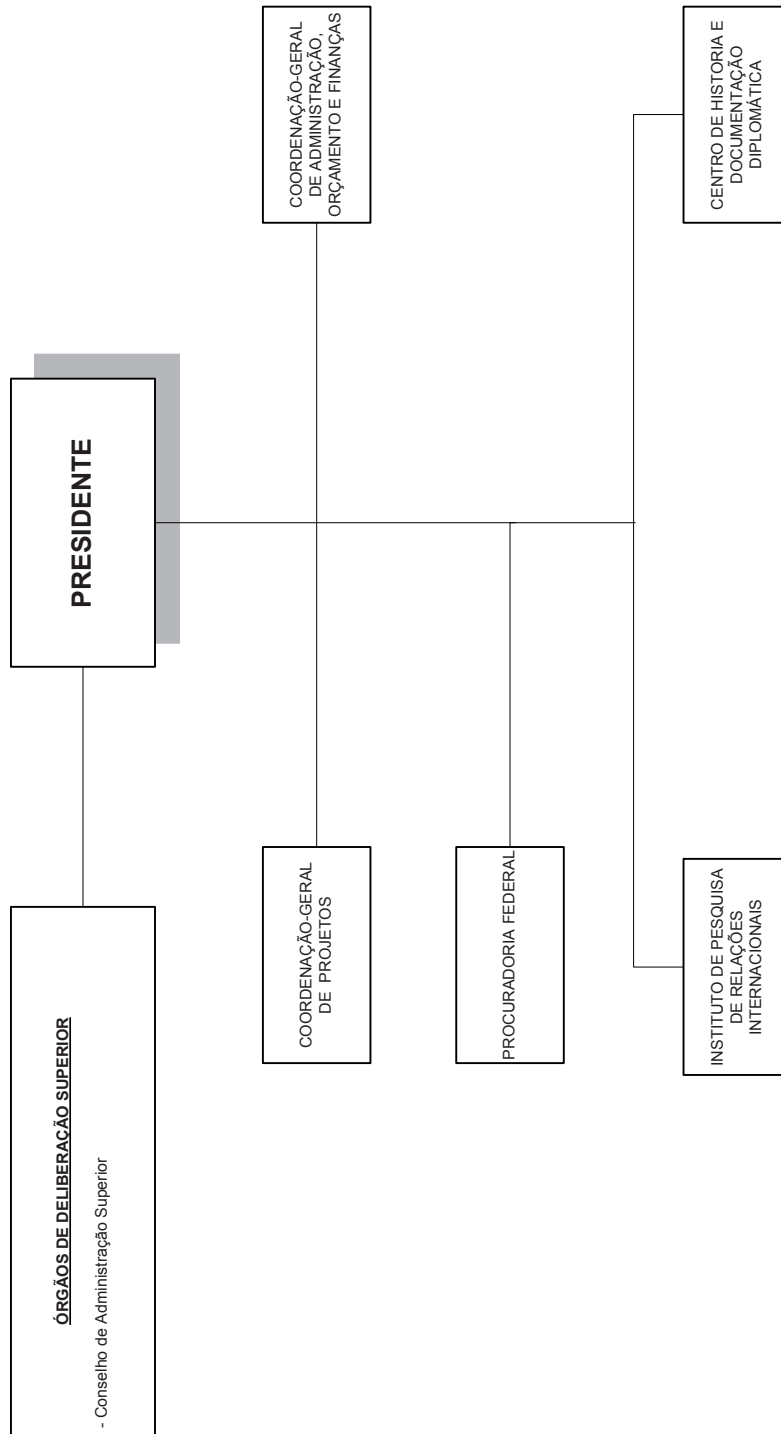 ÓRGÃOS DE DELIBERAÇÃO SUPERIOR
- Conselho de Administração Superior
PRESIDENTE
COORDENAÇÃO-GERAL
DE PROJETOS
COORDENAÇÃO-GERAL
DE ADMINISTRAÇÃO,
ORÇAMENTO E FINANÇAS
PROCURADORIA FEDERAL
INSTITUTO DE PESQUISA
DE RELAÇÕES
INTERNACIONAIS
CENTRO DE HISTORIA E
DOCUMENTAÇÃO
DIPLOMÁTICA